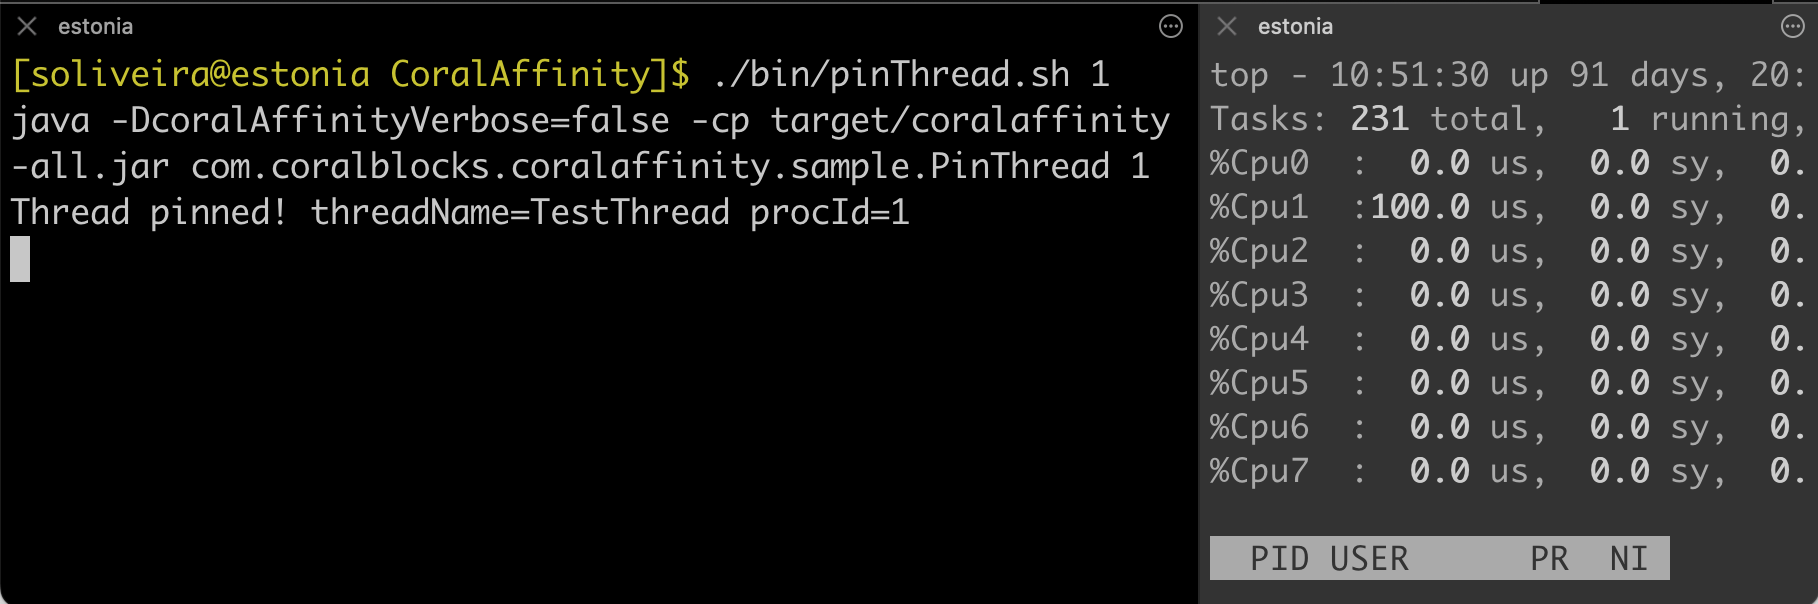 estonia
[soliveira@estonia CoralAffinity]$ ./bin/pinThread.sh 1
java -DcoralAffinityVerbose=false -cp target/coralaffinity
-all.jar com.coralblocks.coralaffinity.sample.PinThread 1
Thread pinned! threadName=TestThread procId=1
estonia
top - 10:51:30 up 91 days, 20:
Tasks: 231 total,   1 running,
%Cpu0  :  0.0 us,  0.0 sy,  0.
%Cpu1  :100.0 us,  0.0 sy,  0.
%Cpu2  :  0.0 us,  0.0 sy,  0.
%Cpu3  :  0.0 us,  0.0 sy,  0.
%Cpu4  :  0.0 us,  0.0 sy,  0.
%Cpu5  :  0.0 us,  0.0 sy,  0.
%Cpu6  :  0.0 us,  0.0 sy,  0.
%Cpu7  :  0.0 us,  0.0 sy,  0.
PID USER      PR  NI